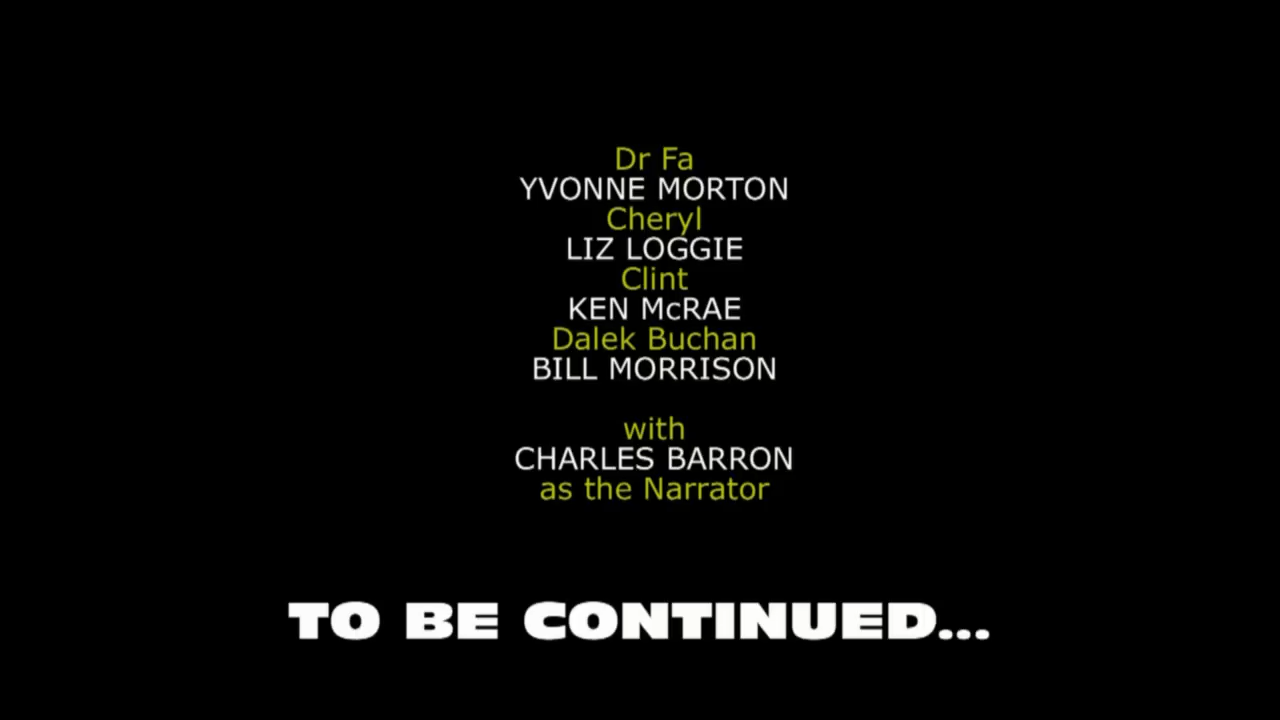 Dr Fa
YVONNE MORTON
Cheryl
LIZ LOGGIE
Clint
KEN McRAE
Dalek Buchan
BILL MORRISON
with
CHARLES BARRON
as the Narrator
TO BE CONTINUED...